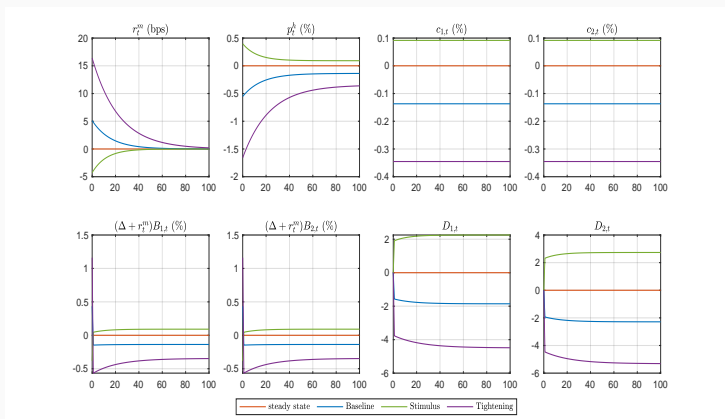 r_t^m (bps)
20
15
10
5
0
-5
0 20 40 60 80 100
p_t^h (%)
0.5
0
-0.5
-1
-1.5
-2
0 20 40 60 80 100
c_{1,t} (%)
0.1
0
-0.1
-0.2
-0.3
-0.4
0 20 40 60 80 100
c_{2,t} (%)
0.1
0
-0.1
-0.2
-0.3
-0.4
0 20 40 60 80 100
(Δ + r_t^m)B_{1,t} (%)
1.5
1
0.5
0
-0.5
0 20 40 60 80 100
(Δ + r_t^m)B_{2,t} (%)
1.5
1
0.5
0
-0.5
0 20 40 60 80 100
D_{1,t}
2
0
-2
-4
-6
0 20 40 60 80 100
D_{2,t}
4
2
0
-2
-4
-6
0 20 40 60 80 100
steady state Baseline Stimulus Tightening